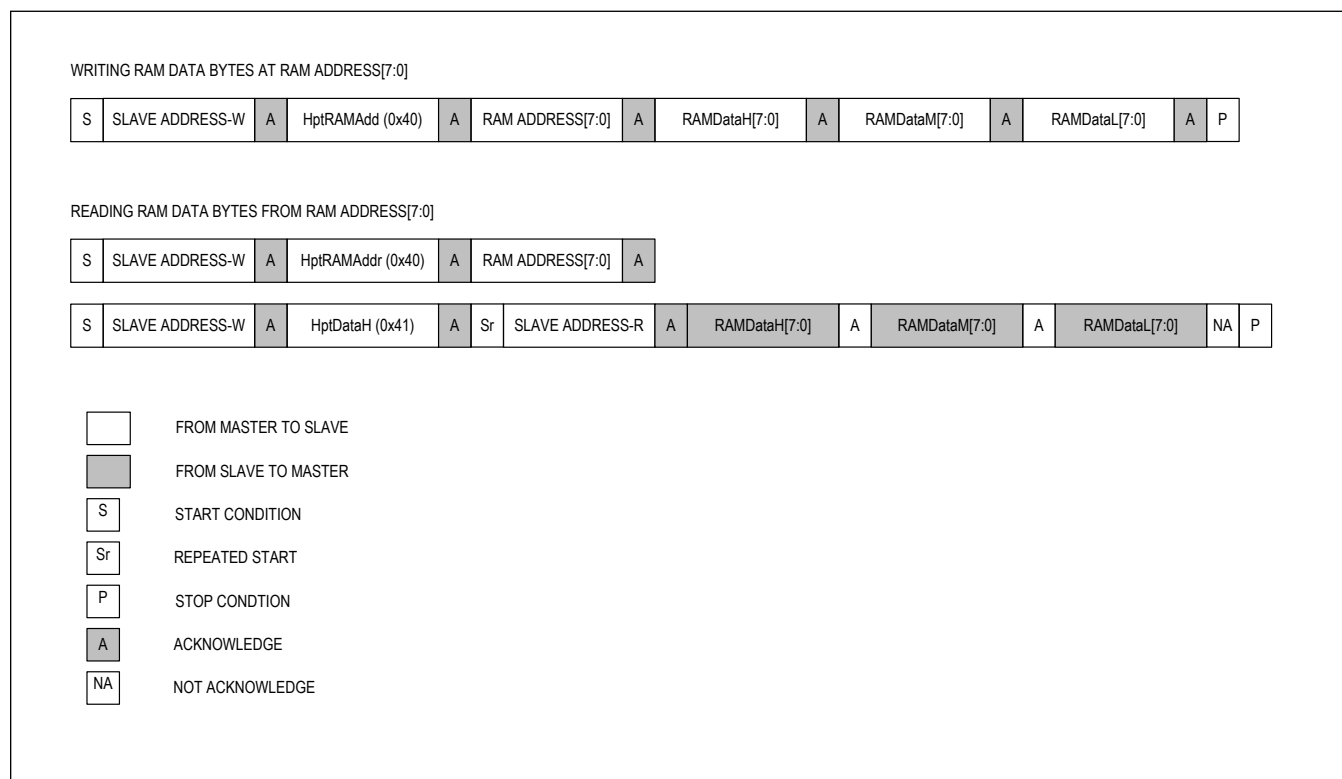 WRITING RAM DATA BYTES AT RAM ADDRESS[7:0]
S SLAVE ADDRESS-W A HptRAMAdd (0x40) A RAM ADDRESS[7:0] A RAMDataH[7:0] A RAMDataM[7:0] A RAMDataL[7:0] A P
READING RAM DATA BYTES FROM RAM ADDRESS[7:0]
S SLAVE ADDRESS-W A HptRAMAddr (0x40) A RAM ADDRESS[7:0] A
S SLAVE ADDRESS-W A HptDataH (0x41) A Sr SLAVE ADDRESS-R A RAMDataH[7:0] A RAMDataM[7:0] A RAMDataL[7:0] NA P
FROM MASTER TO SLAVE
FROM SLAVE TO MASTER
S START CONDITION
Sr REPEATED START
P STOP CONDTION
A ACKNOWLEDGE
NA NOT ACKNOWLEDGE